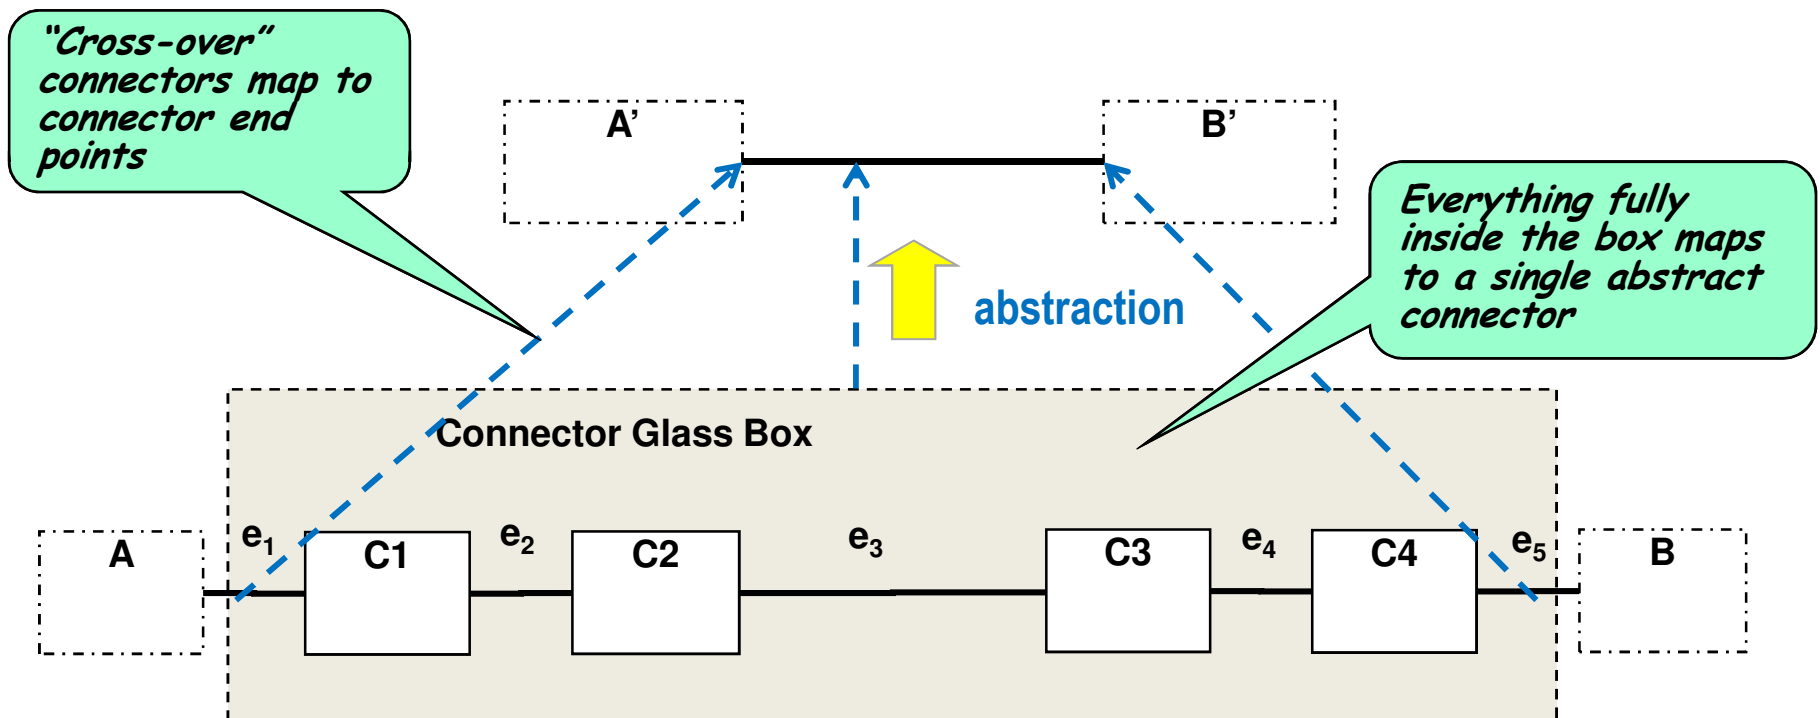 “Cross-over”
connectors map to
connector end
points
A’
B’
Everything fully
inside the box maps
to a single abstract
connector
abstraction
Connector Glass Box
A
e1
C1
e2
C2
e3
C3
e4
C4
e5
B